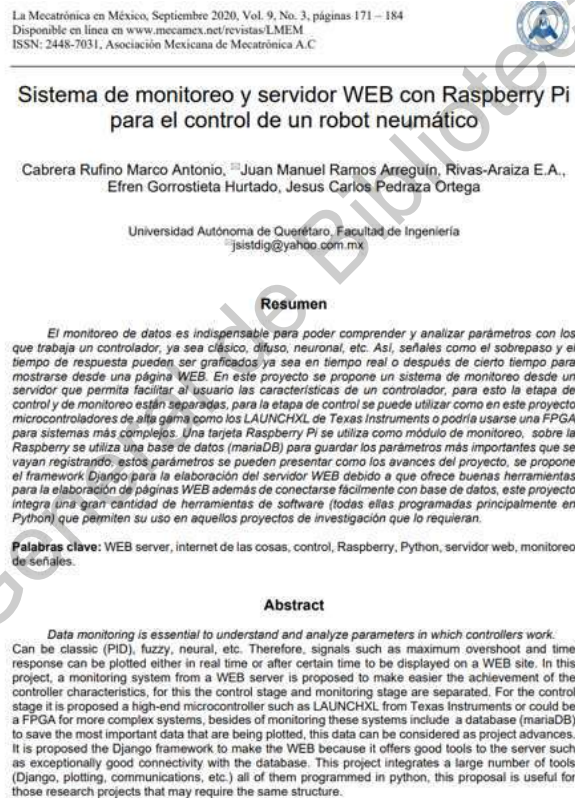 La Mecatrónica en México, Septiembre 2020, Vol. 9, No. 3, páginas 171 – 184
Disponible en línea en www.mecamex.net/revistas/LMEM
ISSN: 2448-7031, Asociación Mexicana de Mecatrónica A.C
Sistema de monitoreo y servidor WEB con Raspberry Pi
para el control de un robot neumático
Cabrera Rufino Marco Antonio, Juan Manuel Ramos Arreguín, Rivas-Araiza E.A.,
Efren Gorrostieta Hurtado, Jesus Carlos Pedraza Ortega
Universidad Autónoma de Querétaro, Facultad de Ingeniería
jsistdig@yahoo.com.mx
Resumen
El monitoreo de datos es indispensable para poder comprender y analizar parámetros con los
que trabaja un controlador, ya sea clásico, difuso, neuronal, etc. Así, señales como el sobrepaso y el
tiempo de respuesta pueden ser graficados ya sea en tiempo real o después de cierto tiempo para
mostrarse desde una página WEB. En este proyecto se propone un sistema de monitoreo desde un
servidor que permita facilitar al usuario las características de un controlador, para esto la etapa de
control y de monitoreo están separadas, para la etapa de control se puede utilizar como en este proyecto
microcontroladores de alta gama como los LAUNCHXL de Texas Instruments o podría usarse una FPGA
para sistemas más complejos. Una tarjeta Raspberry Pi se utiliza como módulo de monitoreo, sobre la
Raspberry se utiliza una base de datos (mariaDB) para guardar los parámetros más importantes que se
vayan registrando, estos parámetros se pueden presentar como los avances del proyecto, se propone
el framework Django para la elaboración del servidor WEB debido a que ofrece buenas herramientas
para la elaboración de páginas WEB además de conectarse fácilmente con base de datos, este proyecto
integra una gran cantidad de herramientas de software (todas ellas programadas principalmente en
Python) que permiten su uso en aquellos proyectos de investigación que lo requieran.
Palabras clave: WEB server, internet de las cosas, control, Raspberry, Python, servidor web, monitoreo
de señales.
Abstract
Data monitoring is essential to understand and analyze parameters in which controllers work.
Can be classic (PID), fuzzy, neural, etc. Therefore, signals such as maximum overshoot and time
response can be plotted either in real time or after certain time to be displayed on a WEB site. In this
project, a monitoring system from a WEB server is proposed to make easier the achievement of the
controller characteristics, for this the control stage and monitoring stage are separated. For the control
stage it is proposed a high-end microcontroller such as LAUNCHXL from Texas Instruments or could be
a FPGA for more complex systems, besides of monitoring these systems include a database (mariaDB)
to save the most important data that are being plotted, this data can be considered as project advances.
It is proposed the Django framework to make the WEB because it offers good tools to the server such
as exceptionally good connectivity with the database. This project integrates a large number of tools
(Django, plotting, communications, etc.) all of them programmed in python, this proposal is useful for
those research projects that may require the same structure.
General de Bibliotec